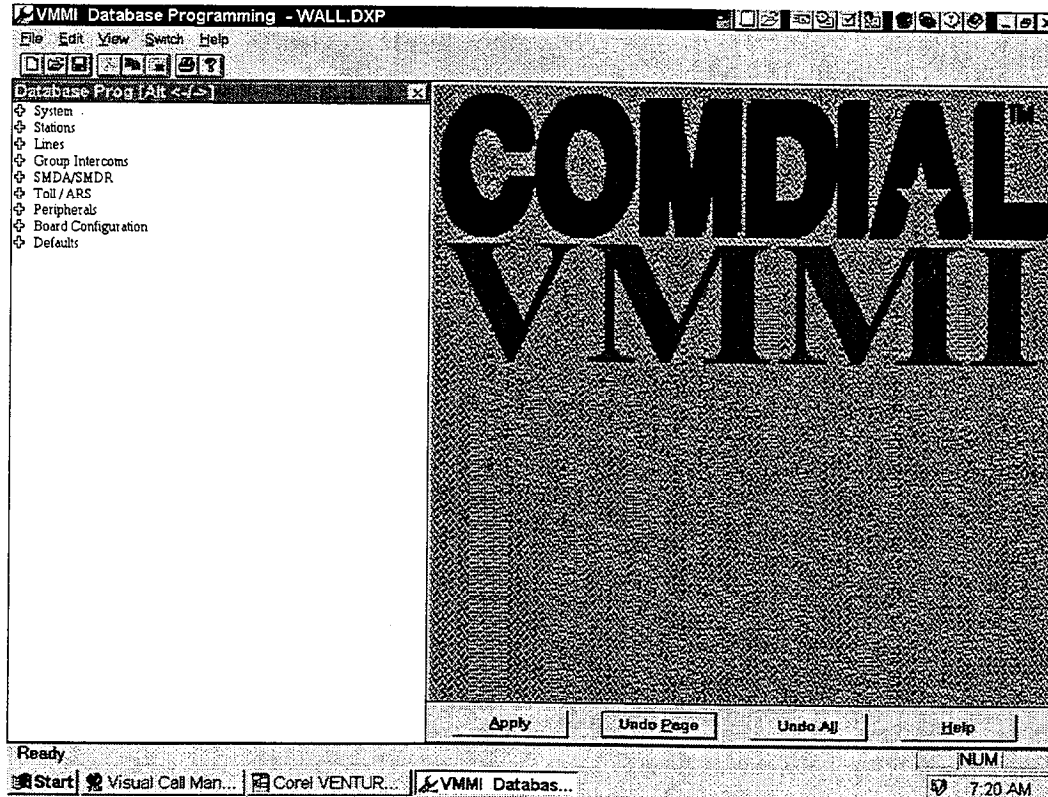 VMMI Database Programming - WALL.DXP
File Edit View Switch Help
Database Prog [Alt <-/->]
System
Stations
Lines
Group Intercoms
SMDA/SMDR
Toll / ARS
Peripherals
Board Configuration
Defaults
COMDIAL™
VMMI
Apply Undo Page Undo All Help
Ready NUM
Start Visual Call Man... Corel VENTUR... VMMI Databas... 7:20 AM